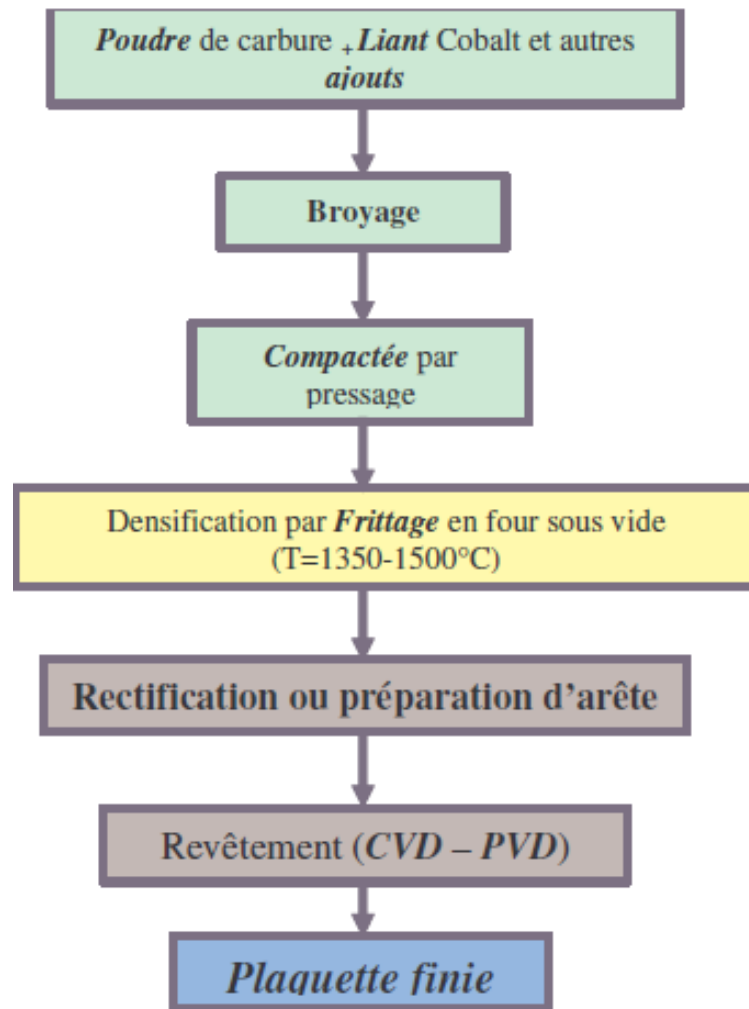 Poudre de carbure + Liant Cobalt et autres
ajouts
Broyage
Compactée par
pressage
Densification par Frittage en four sous vide
(T=1350-1500°C)
Rectification ou préparation d’arête
Revêtement (CVD – PVD)
Plaquette finie